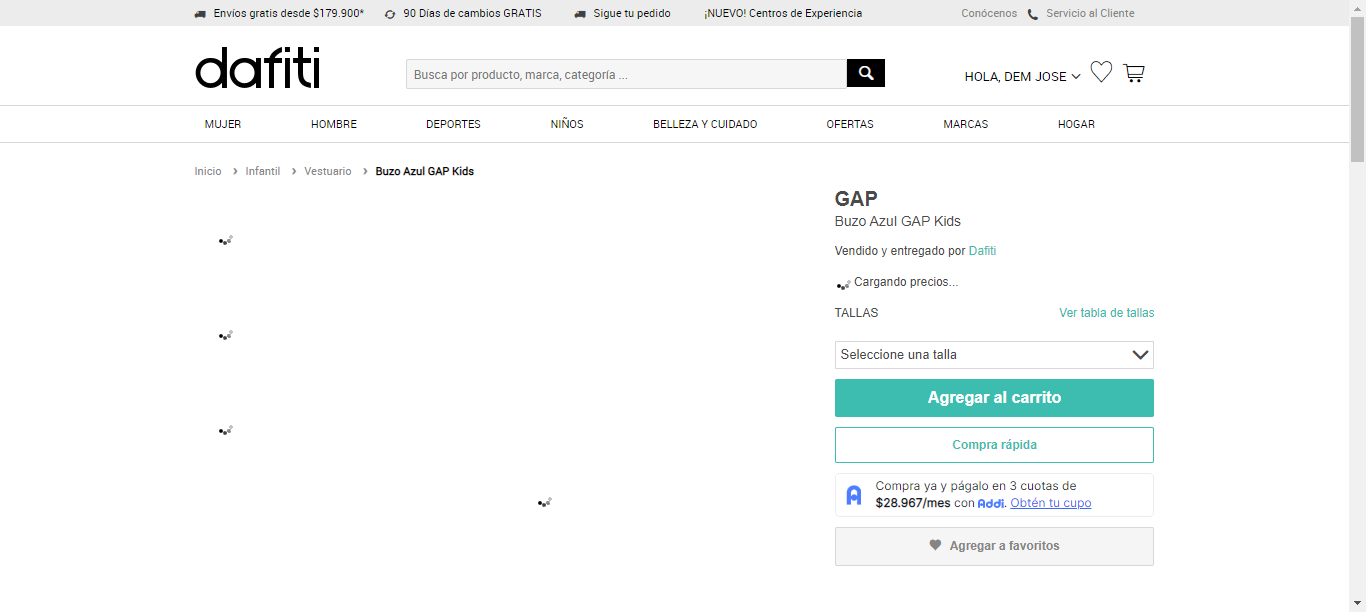 Envíos gratis desde $179.900* 90 Días de cambios GRATIS Sigue tu pedido ¡NUEVO! Centros de Experiencia Conócenos Servicio al Cliente
dafiti
Busca por producto, marca, categoría ...
HOLA, DEM JOSE
MUJER HOMBRE DEPORTES NIÑOS BELLEZA Y CUIDADO OFERTAS MARCAS HOGAR
Inicio > Infantil > Vestuario > Buzo Azul GAP Kids
GAP
Buzo Azul GAP Kids
Vendido y entregado por Dafiti
Cargando precios...
TALLAS Ver tabla de tallas
Seleccione una talla
Agregar al carrito
Compra rápida
Compra ya y págalo en 3 cuotas de
$28.967/mes con Addi. Obtén tu cupo
Agregar a favoritos